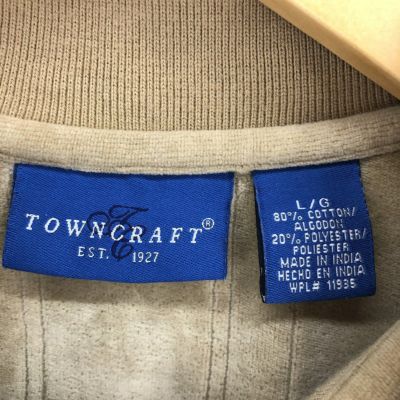 TOWNCRAFT®
EST. 1927
L/G
80% COTTON/
ALGODON
20% POLYESTER/
POLIESTER
MADE IN INDIA
HECHO EN INDIA
WPL# 11935